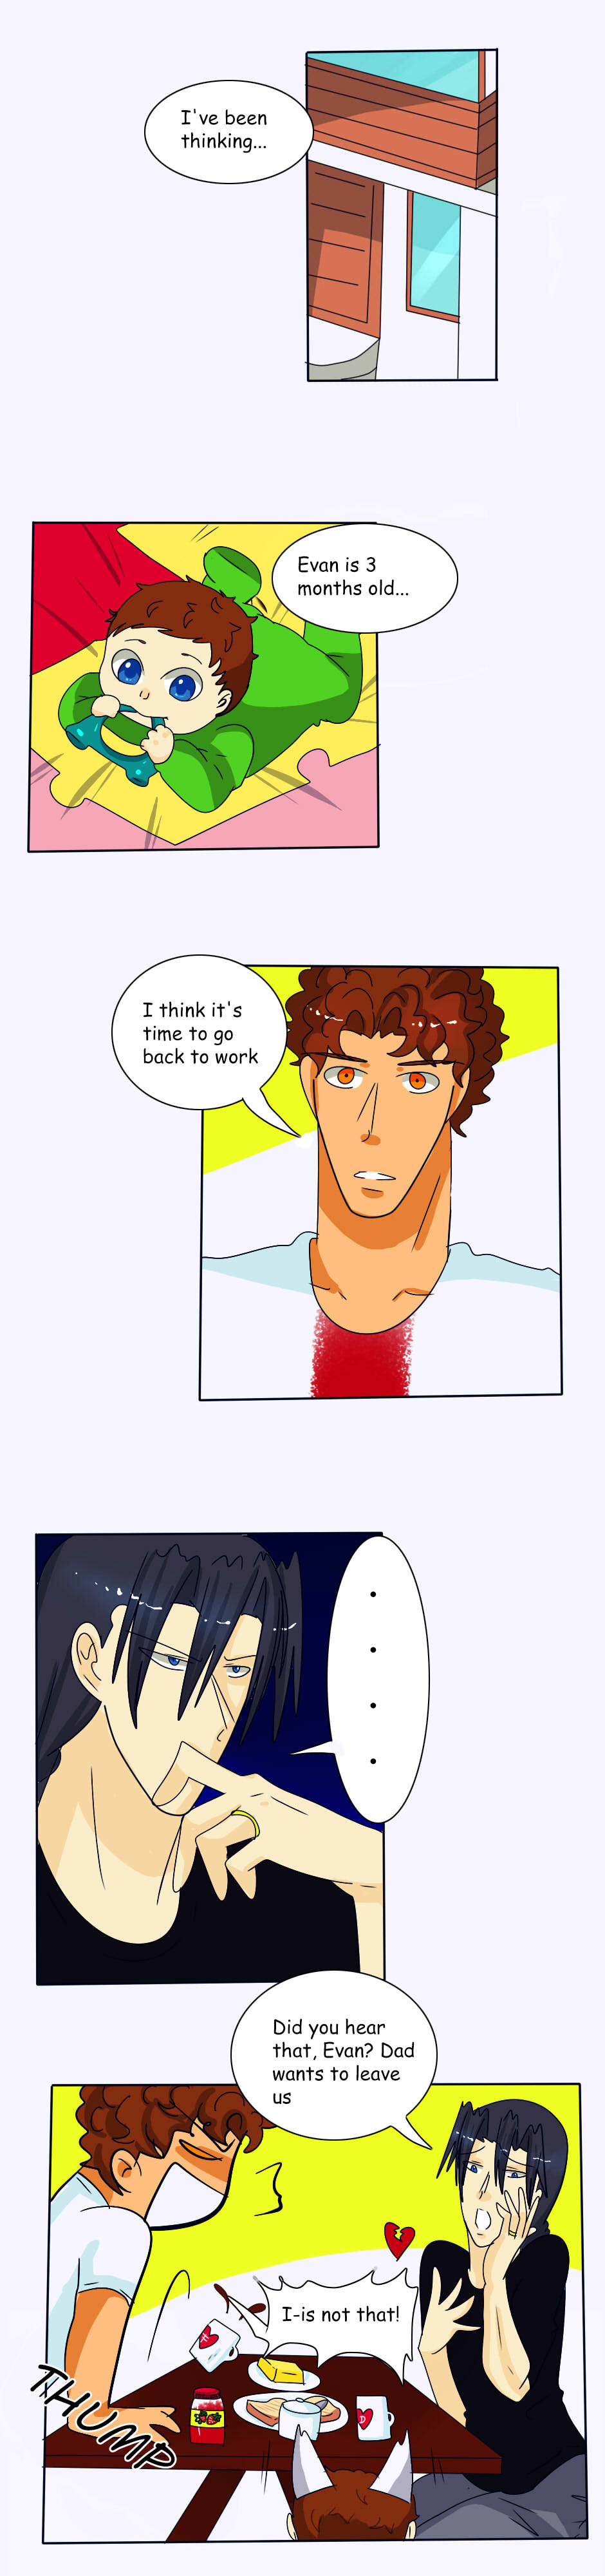 I've been
thinking...
Evan is 3
months old...
I think it's
time to go
back to work
. . . .
Did you hear
that, Evan? Dad
wants to leave
us
I-is not that!
D
THUMP